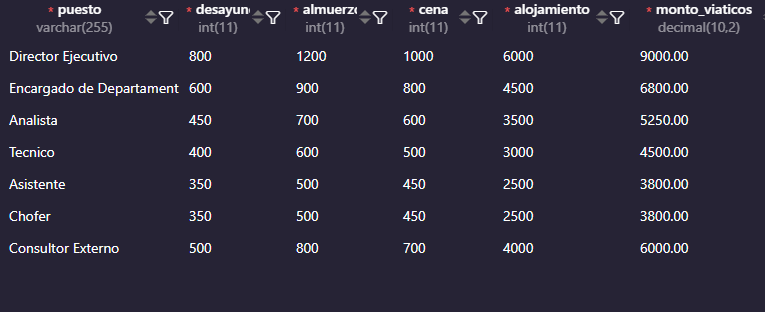 * puesto * desayun * almuerzo * cena * alojamiento * monto_viaticos
varchar(255) int(11) int(11) int(11) int(11) decimal(10,2)
Director Ejecutivo 800 1200 1000 6000 9000.00
Encargado de Departament 600 900 800 4500 6800.00
Analista 450 700 600 3500 5250.00
Tecnico 400 600 500 3000 4500.00
Asistente 350 500 450 2500 3800.00
Chofer 350 500 450 2500 3800.00
Consultor Externo 500 800 700 4000 6000.00